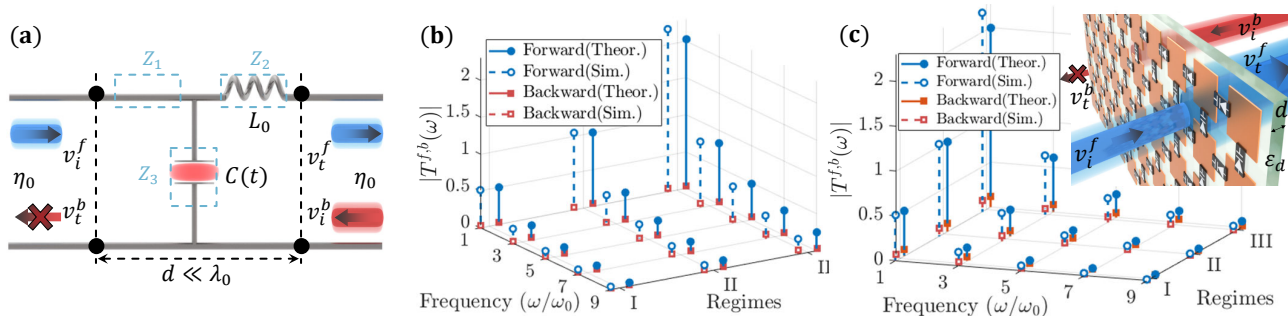 (a)
Z₁
Z₂
L₀
v_i^f
v_t^f
Z₃
C(t)
η₀
η₀
v_t^b
v_i^b
d ≪ λ₀
(b)
Forward(Theor.)
Forward(Sim.)
Backward(Theor.)
Backward(Sim.)
|T^{f,b}(ω)|
2
1.5
1
0.5
0
1
3
5
7
9
I
II
II
Frequency (ω/ω₀)
Regimes
(c)
Forward(Theor.)
Forward(Sim.)
Backward(Theor.)
Backward(Sim.)
|T^{f,b}(ω)|
2
1.5
1
0.5
0
1
3
5
7
9
I
II
III
Frequency (ω/ω₀)
Regimes
v_i^b
v_t^f
v_t^b
v_i^f
d
ε_d